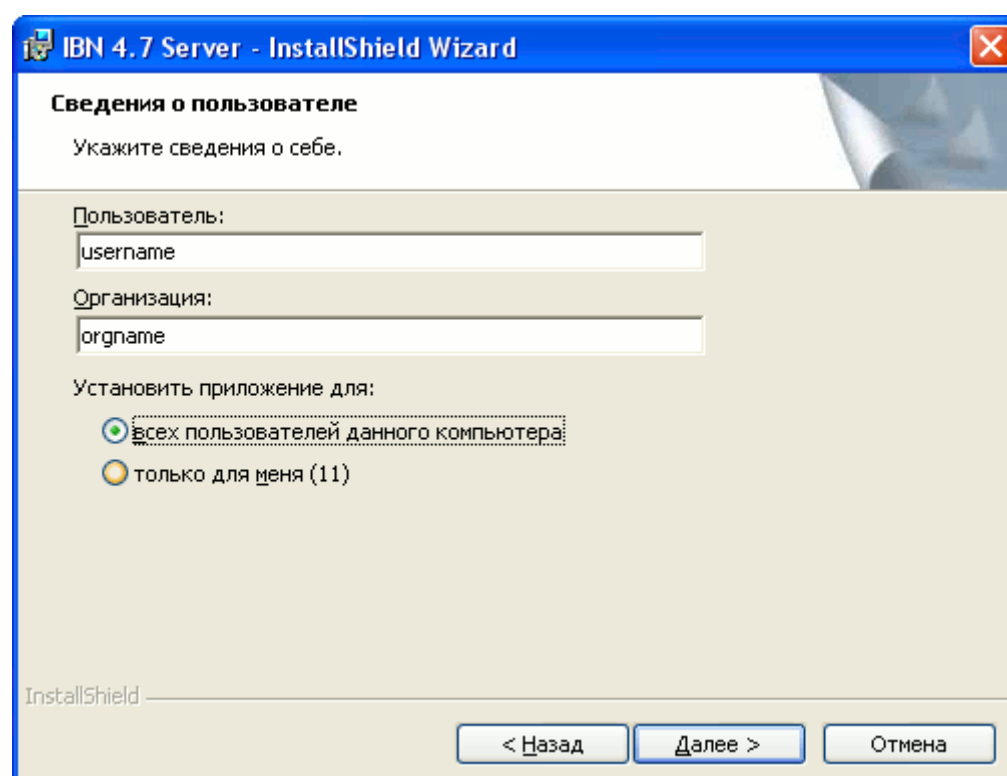 IBN 4.7 Server - InstallShield Wizard
Сведения о пользователе
Укажите сведения о себе.
Пользователь:
username
Организация:
orgname
Установить приложение для:
всех пользователей данного компьютера
только для меня (11)
InstallShield
< Назад Далее > Отмена